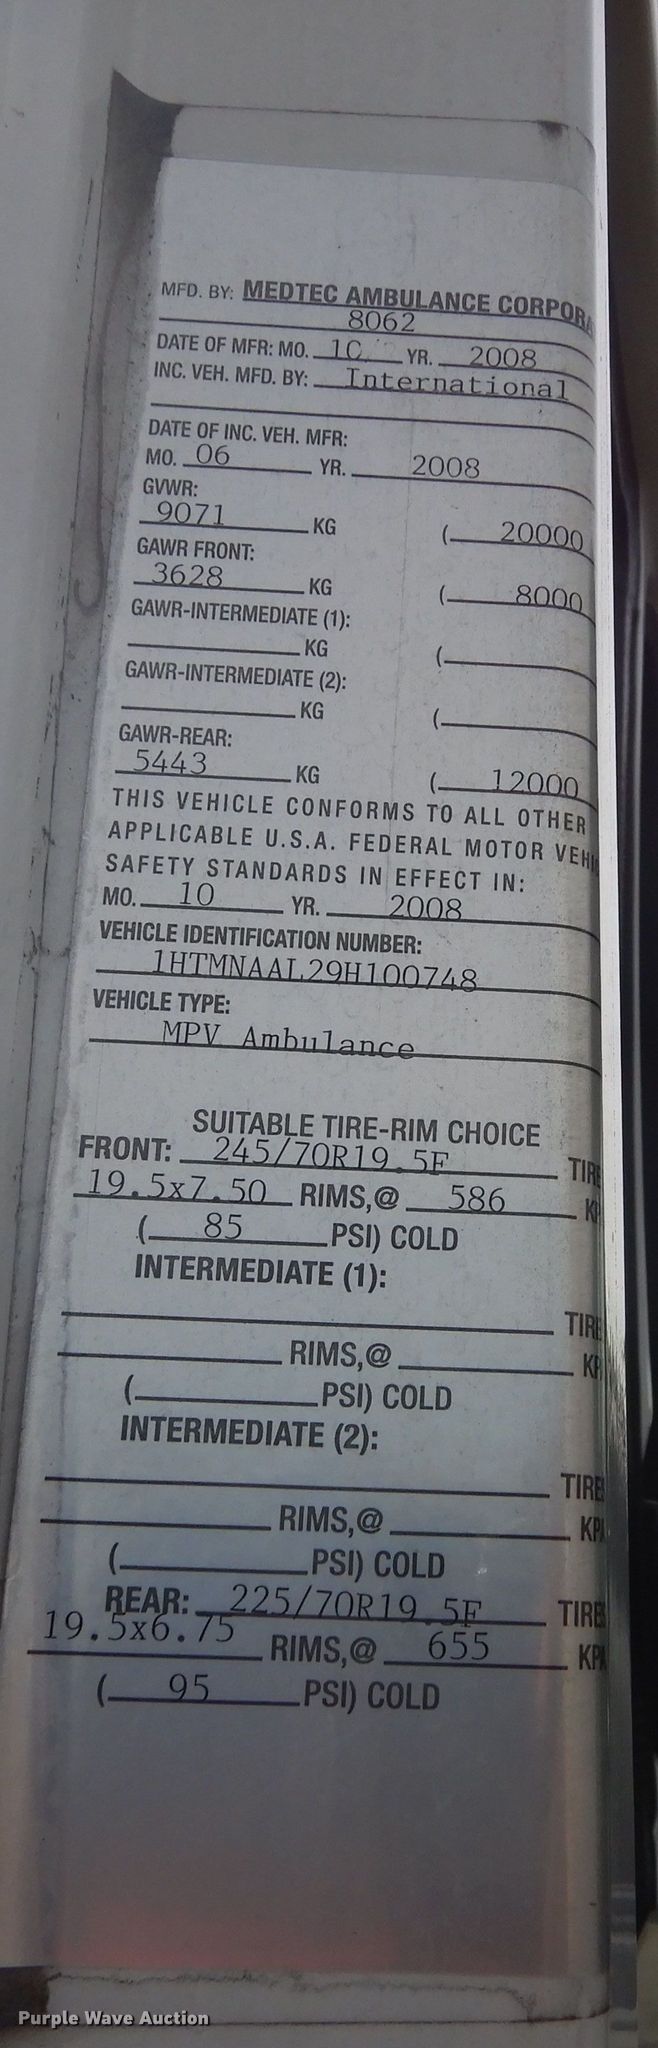 MFD. BY: MEDTEC AMBULANCE CORPORA
8062
DATE OF MFR: MO. 10 YR. 2008
INC. VEH. MFD. BY: International
DATE OF INC. VEH. MFR:
MO. 06 YR. 2008
GVWR:
9071 KG ( 20000
GAWR FRONT:
3628 KG ( 8000
GAWR-INTERMEDIATE (1):
KG (
GAWR-INTERMEDIATE (2):
KG (
GAWR-REAR:
5443 KG ( 12000
THIS VEHICLE CONFORMS TO ALL OTHER
APPLICABLE U.S.A. FEDERAL MOTOR VEHI
SAFETY STANDARDS IN EFFECT IN:
MO. 10 YR. 2008
VEHICLE IDENTIFICATION NUMBER:
1HTMNAAL29H100748
VEHICLE TYPE:
MPV Ambulance
SUITABLE TIRE-RIM CHOICE
FRONT: 245/70R19.5F TIRE
19.5x7.50 RIMS,@ 586 KP
( 85 PSI) COLD
INTERMEDIATE (1):
TIRE
RIMS,@ KP
( PSI) COLD
INTERMEDIATE (2):
TIRES
RIMS,@ KPA
( PSI) COLD
REAR: 225/70R19.5F TIRES
19.5x6.75 RIMS,@ 655 KPA
( 95 PSI) COLD
Purple Wave Auction